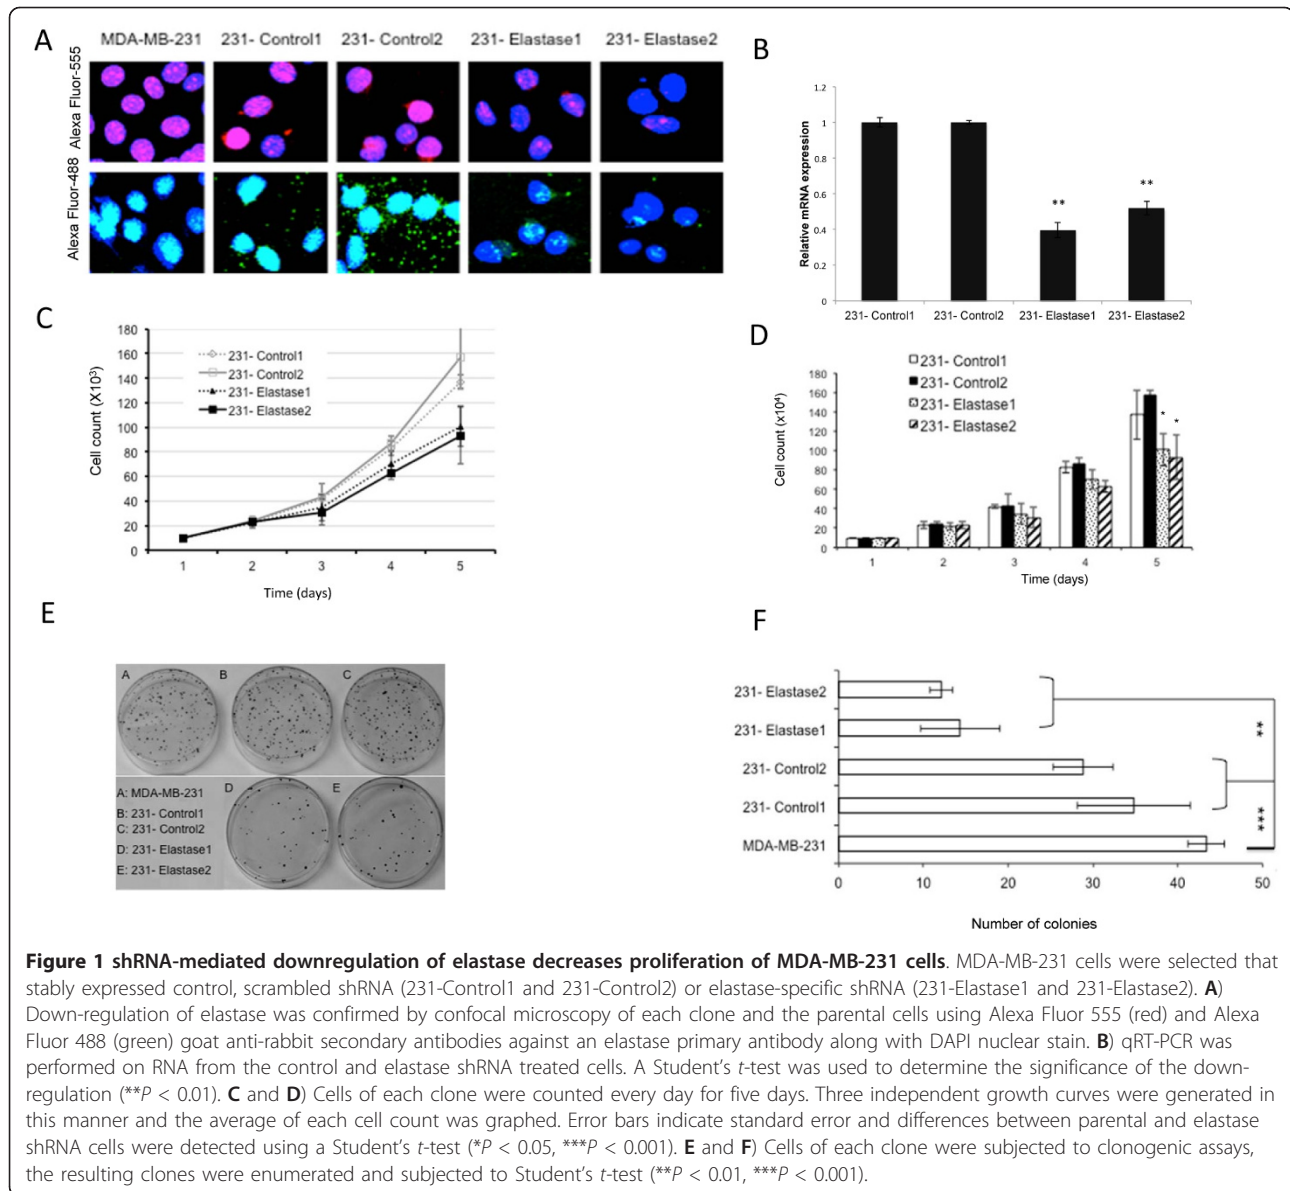 A
MDA-MB-231
231- Control1
231- Control2
231- Elastase1
231- Elastase2
Alexa Fluor-555
Alexa Fluor-488
B
1.2
1
0.8
0.6
0.4
0.2
0
Relative mRNA expression
**
**
231- Control1
231- Control2
231- Elastase1
231- Elastase2
C
180
160
140
120
100
80
60
40
20
0
Cell count (X10³)
231- Control1
231- Control2
231- Elastase1
231- Elastase2
1 2 3 4 5
Time (days)
D
231- Control1
231- Control2
231- Elastase1
231- Elastase2
180
160
140
120
100
80
60
40
20
0
Cell count (x10⁴)
*
*
1 2 3 4 5
Time (days)
E
A B C
D E
A: MDA-MB-231
B: 231- Control1
C: 231- Control2
D: 231- Elastase1
E: 231- Elastase2
F
231- Elastase2
231- Elastase1
231- Control2
231- Control1
MDA-MB-231
**
***
0 10 20 30 40 50
Number of colonies
Figure 1 shRNA-mediated downregulation of elastase decreases proliferation of MDA-MB-231 cells. MDA-MB-231 cells were selected that
stably expressed control, scrambled shRNA (231-Control1 and 231-Control2) or elastase-specific shRNA (231-Elastase1 and 231-Elastase2). A)
Down-regulation of elastase was confirmed by confocal microscopy of each clone and the parental cells using Alexa Fluor 555 (red) and Alexa
Fluor 488 (green) goat anti-rabbit secondary antibodies against an elastase primary antibody along with DAPI nuclear stain. B) qRT-PCR was
performed on RNA from the control and elastase shRNA treated cells. A Student's t-test was used to determine the significance of the down-
regulation (**P < 0.01). C and D) Cells of each clone were counted every day for five days. Three independent growth curves were generated in
this manner and the average of each cell count was graphed. Error bars indicate standard error and differences between parental and elastase
shRNA cells were detected using a Student's t-test (*P < 0.05, ***P < 0.001). E and F) Cells of each clone were subjected to clonogenic assays,
the resulting clones were enumerated and subjected to Student's t-test (**P < 0.01, ***P < 0.001).